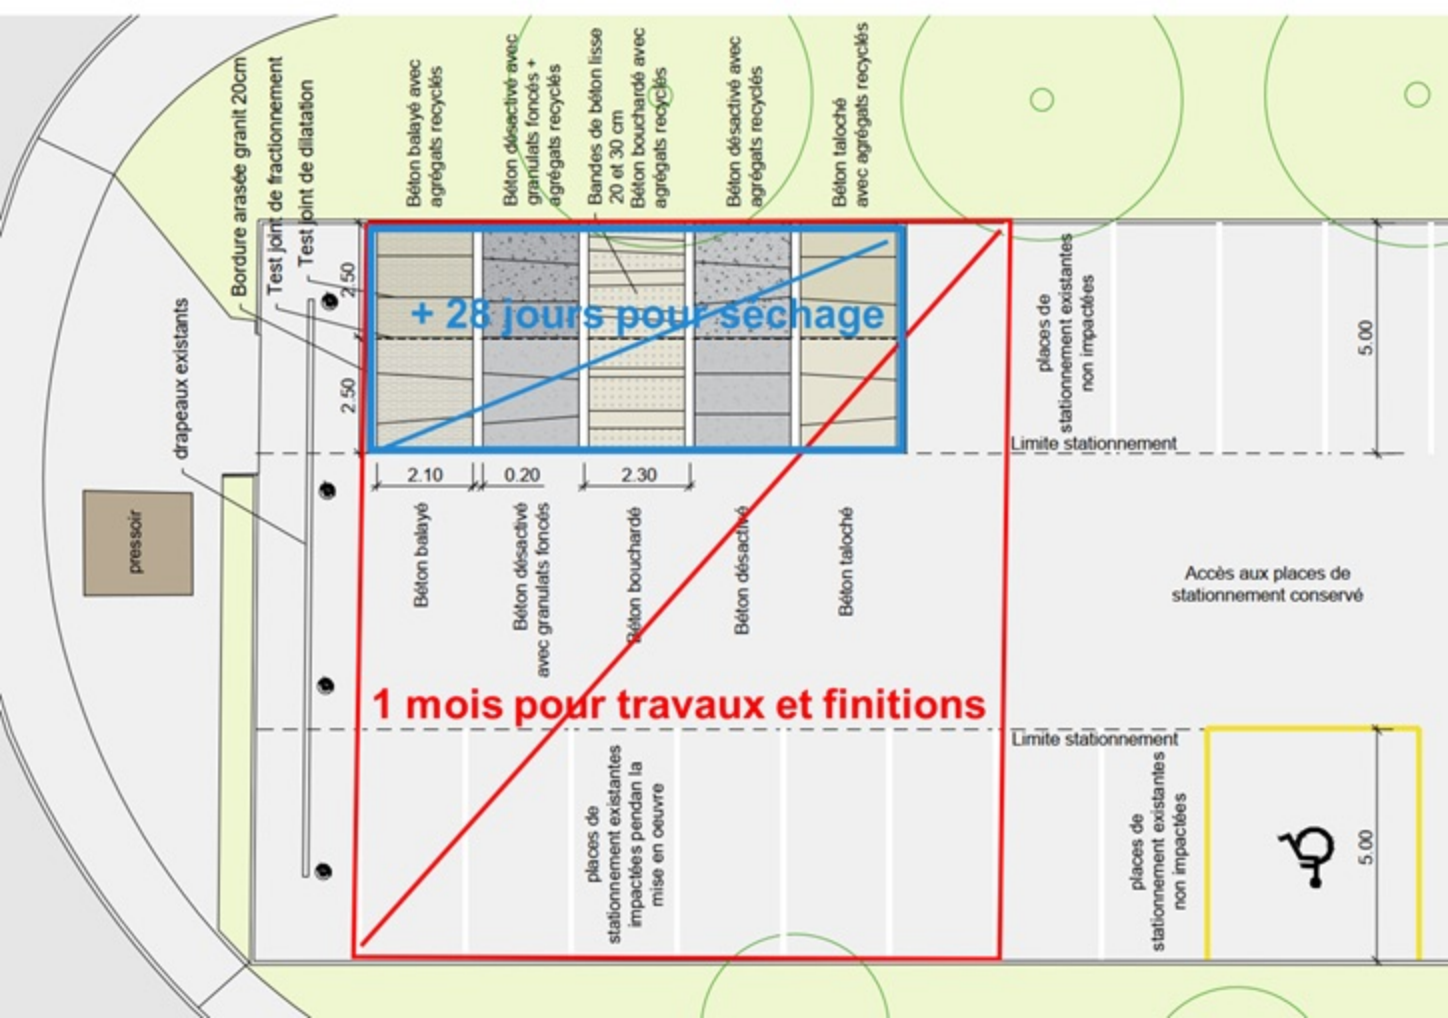 Bordure arasée granit 20cm
Test joint de fractionnement
Test joint de dilatation
Béton balayé avec
agrégats recyclés
Béton désactivé avec
granulats foncés +
agrégats recyclés
Bandes de béton lisse
20 et 30 cm
Béton bouchardé avec
agrégats recyclés
Béton désactivé avec
agrégats recyclés
Béton taloché
avec agrégats recyclés
drapeaux existants
2.50
2.50
+ 28 jours pour séchage
places de
stationnement existantes
non impactées
5.00
Limite stationnement
2.10
0.20
2.30
pressoir
Béton balayé
Béton désactivé
avec granulats foncés
Béton bouchardé
Béton désactivé
Béton taloché
Accès aux places de
stationnement conservé
1 mois pour travaux et finitions
Limite stationnement
places de
stationnement existantes
impactées pendan la
mise en oeuvre
places de
stationnement existantes
non impactées
5.00